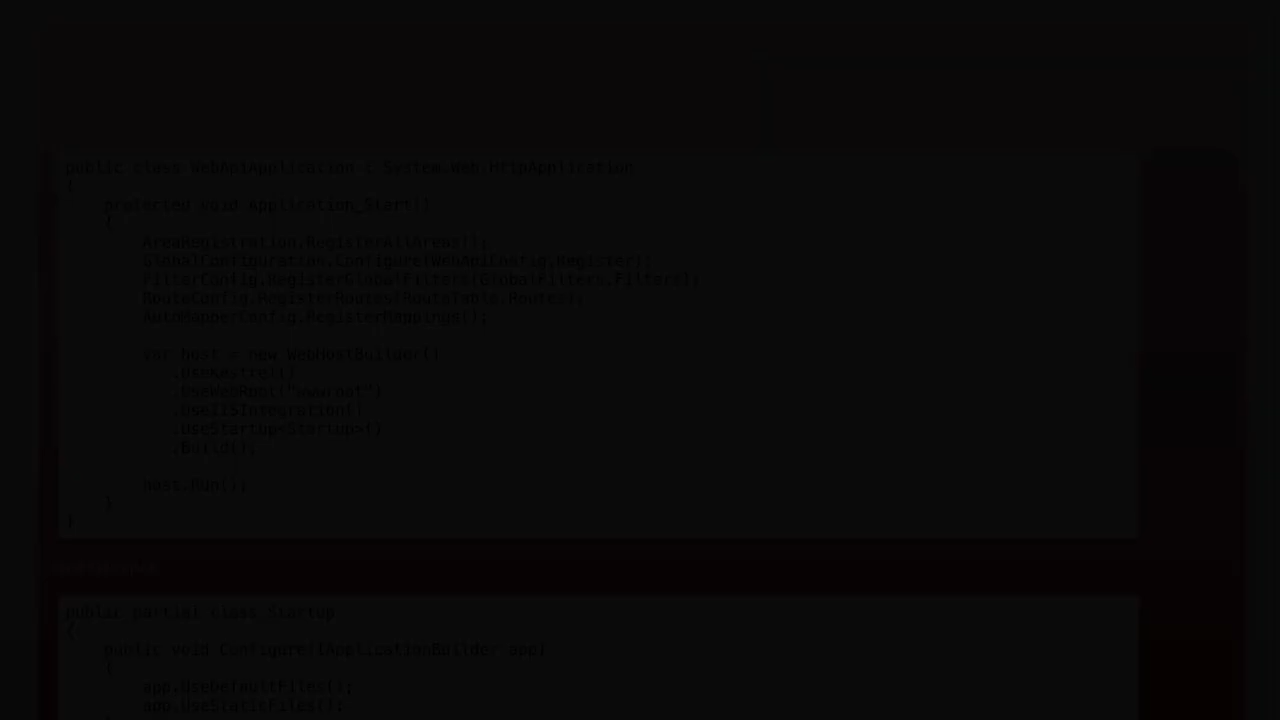 public class WebApiApplication : System.Web.HttpApplication
{
protected void Application_Start()
{
AreaRegistration.RegisterAllAreas();
GlobalConfiguration.Configure(WebApiConfig.Register);
FilterConfig.RegisterGlobalFilters(GlobalFilters.Filters);
RouteConfig.RegisterRoutes(RouteTable.Routes);
AutoMapperConfig.RegisterMappings();
var host = new WebHostBuilder()
.UseKestrel()
.UseWebRoot("wwwroot")
.UseIISIntegration()
.UseStartup<Startup>()
.Build();
host.Run();
}
}
public partial class Startup
{
public void Configure(IApplicationBuilder app)
{
app.UseDefaultFiles();
app.UseStaticFiles();